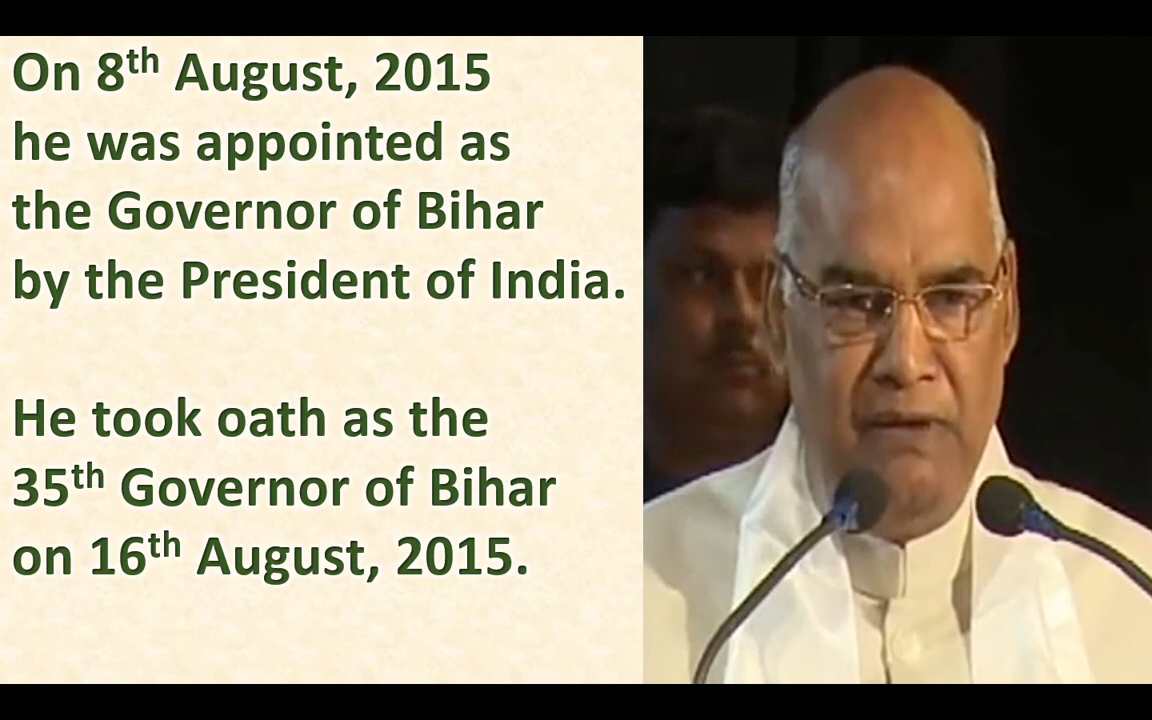 On 8th August, 2015
he was appointed as
the Governor of Bihar
by the President of India.
He took oath as the
35th Governor of Bihar
on 16th August, 2015.